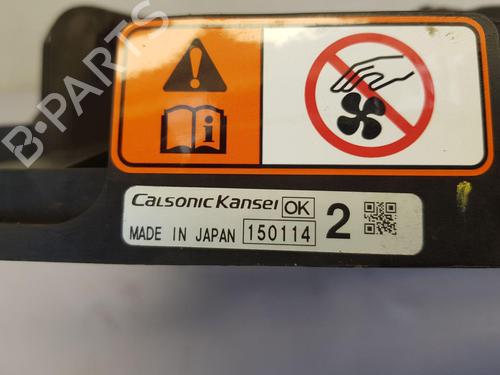 B-PARTS
Calsonic Kansei OK
MADE IN JAPAN 150114
2